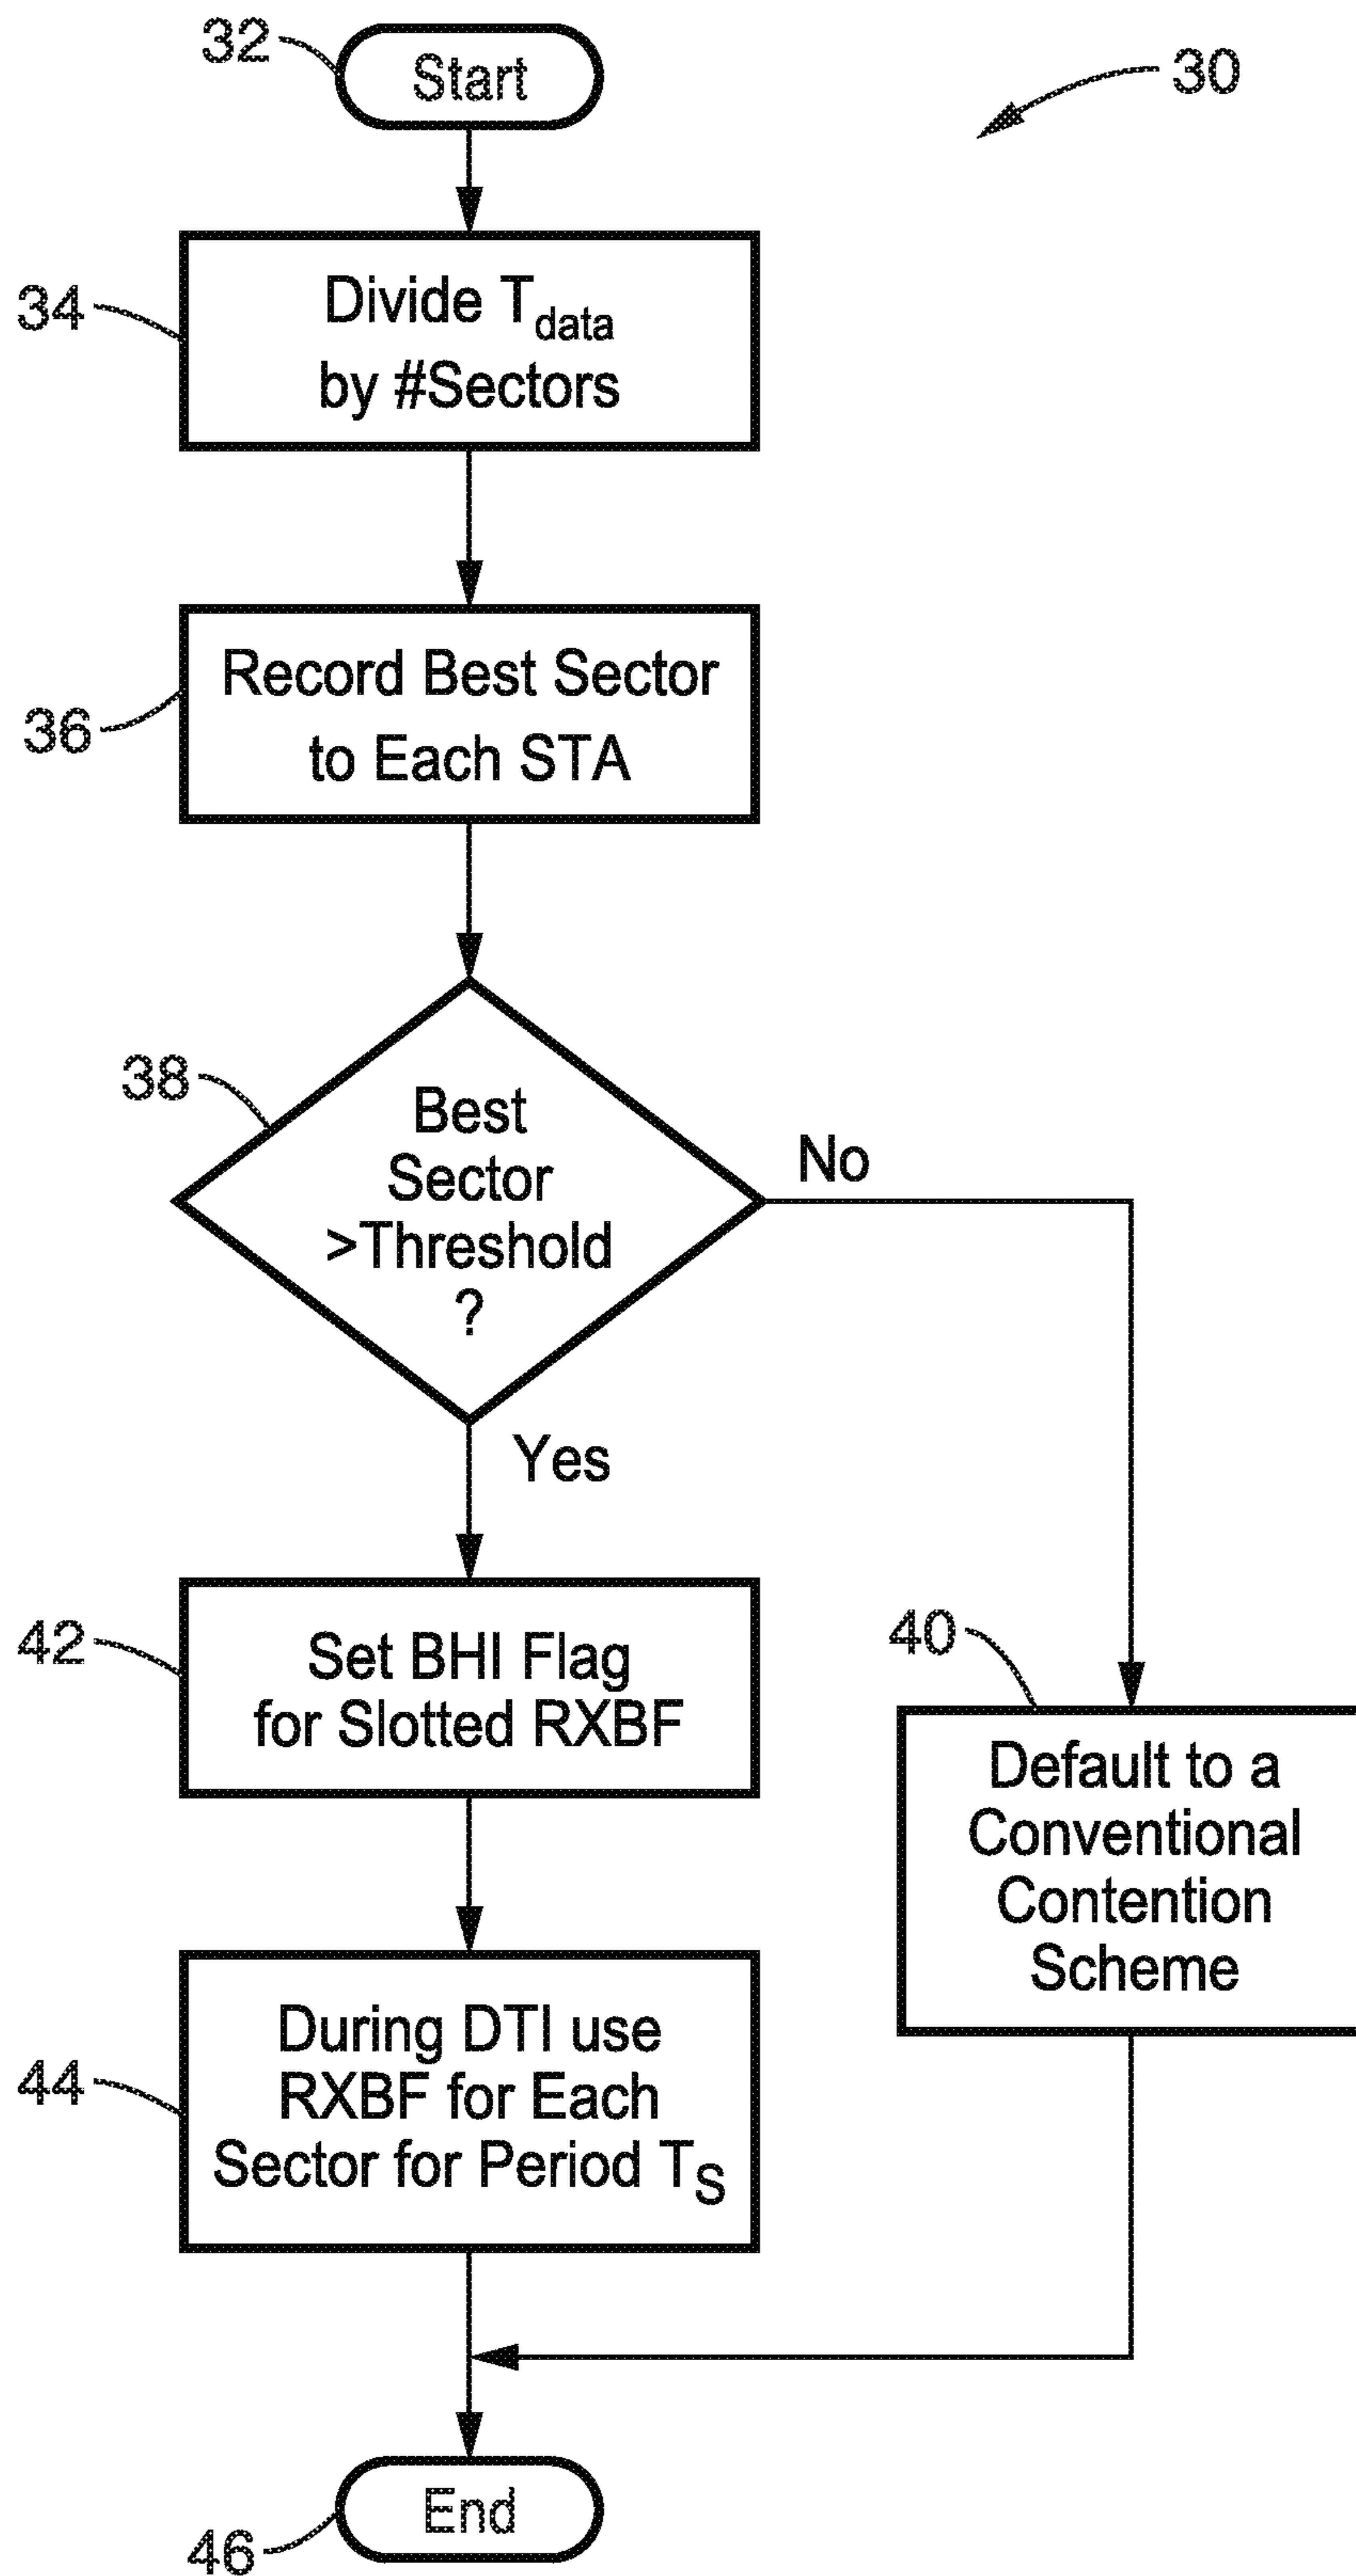 32
Start
30
34
Divide Tdata
by #Sectors
36
Record Best Sector
to Each STA
38
Best
Sector
>Threshold
?
No
Yes
42
Set BHI Flag
for Slotted RXBF
40
Default to a
Conventional
Contention
Scheme
44
During DTI use
RXBF for Each
Sector for Period TS
End
46